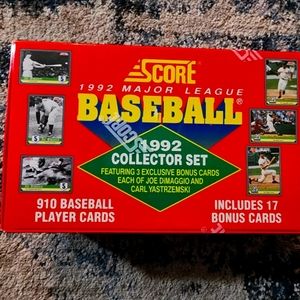 SCORE
1992 MAJOR LEAGUE
BASEBALL®
1992
COLLECTOR SET
FEATURING 3 EXCLUSIVE BONUS CARDS
EACH OF JOE DIMAGGIO AND
CARL YASTRZEMSKI
910 BASEBALL
PLAYER CARDS
INCLUDES 17
BONUS CARDS